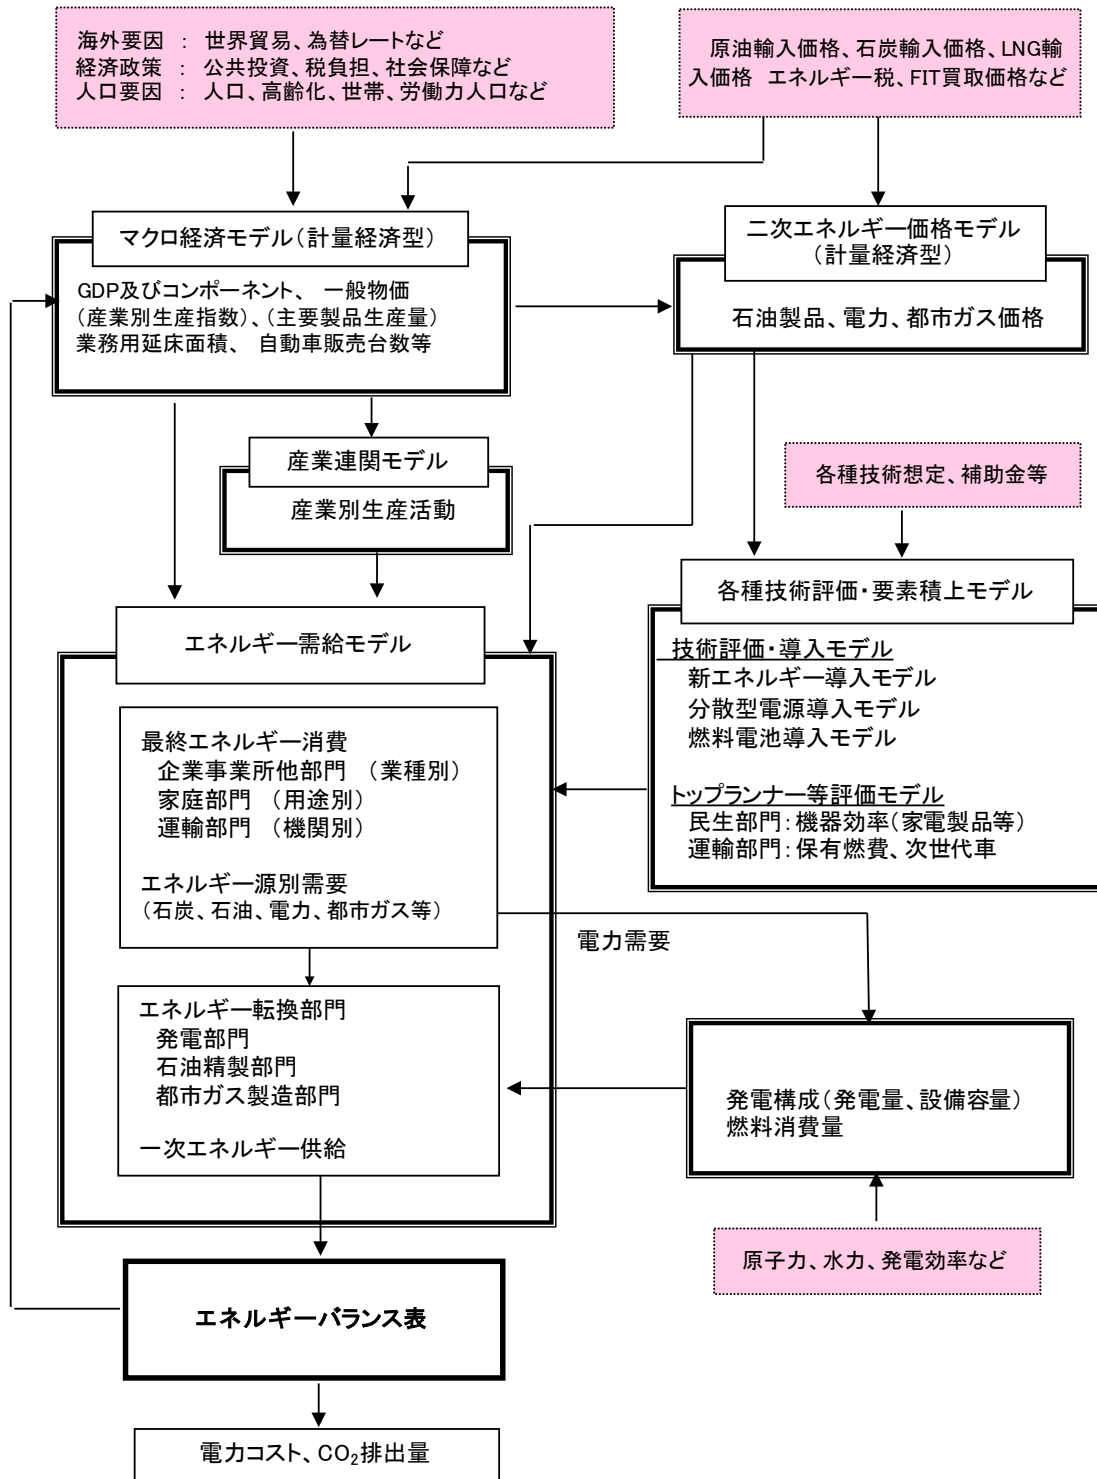 海外要因 : 世界貿易、為替レートなど
経済政策 : 公共投資、税負担、社会保障など
人口要因 : 人口、高齢化、世帯、労働力人口など
原油輸入価格、石炭輸入価格、LNG輸
入価格 エネルギー税、FIT買取価格など
マクロ経済モデル(計量経済型)
GDP及びコンポーネント、 一般物価
(産業別生産指数)、(主要製品生産量)
業務用延床面積、 自動車販売台数等
二次エネルギー価格モデル
(計量経済型)
石油製品、電力、都市ガス価格
産業連関モデル
産業別生産活動
各種技術想定、補助金等
各種技術評価・要素積上モデル
技術評価・導入モデル
新エネルギー導入モデル
分散型電源導入モデル
燃料電池導入モデル
トップランナー等評価モデル
民生部門:機器効率(家電製品等)
運輸部門:保有燃費、次世代車
エネルギー需給モデル
最終エネルギー消費
企業事業所他部門 (業種別)
家庭部門 (用途別)
運輸部門 (機関別)
エネルギー源別需要
(石炭、石油、電力、都市ガス等)
電力需要
エネルギー転換部門
発電部門
石油精製部門
都市ガス製造部門
一次エネルギー供給
発電構成(発電量、設備容量)
燃料消費量
原子力、水力、発電効率など
エネルギーバランス表
電力コスト、CO₂排出量